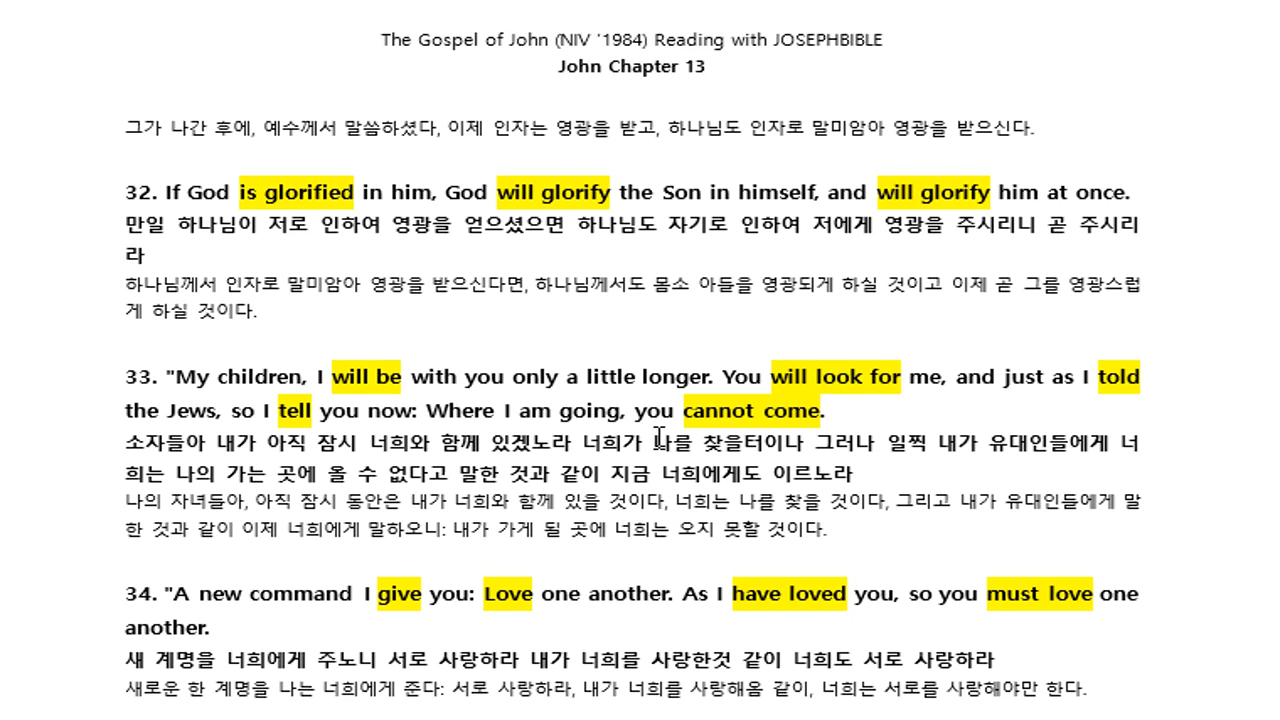 The Gospel of John (NIV '1984) Reading with JOSEPHBIBLE
John Chapter 13
그가 나간 후에, 예수께서 말씀하셨다, 이제 인자는 영광을 받고, 하나님도 인자로 말미암아 영광을 받으신다.
32. If God is glorified in him, God will glorify the Son in himself, and will glorify him at once.
만일 하나님이 저로 인하여 영광을 얻으셨으면 하나님도 자기로 인하여 저에게 영광을 주시리니 곧 주시리
라
하나님께서 인자로 말미암아 영광을 받으신다면, 하나님께서도 몸소 아들을 영광되게 하실 것이고 이제 곧 그를 영광스럽
게 하실 것이다.
33. "My children, I will be with you only a little longer. You will look for me, and just as I told
the Jews, so I tell you now: Where I am going, you cannot come.
소자들아 내가 아직 잠시 너희와 함께 있겠노라 너희가 나를 찾을터이나 그러나 일찍 내가 유대인들에게 너
희는 나의 가는 곳에 올 수 없다고 말한 것과 같이 지금 너희에게도 이르노라
나의 자녀들아, 아직 잠시 동안은 내가 너희와 함께 있을 것이다, 너희는 나를 찾을 것이다, 그리고 내가 유대인들에게 말
한 것과 같이 이제 너희에게 말하오니: 내가 가게 될 곳에 너희는 오지 못할 것이다.
34. "A new command I give you: Love one another. As I have loved you, so you must love one
another.
새 계명을 너희에게 주노니 서로 사랑하라 내가 너희를 사랑한것 같이 너희도 서로 사랑하라
새로운 한 계명을 나는 너희에게 준다: 서로 사랑하라, 내가 너희를 사랑해옴 같이, 너희는 서로를 사랑해야만 한다.